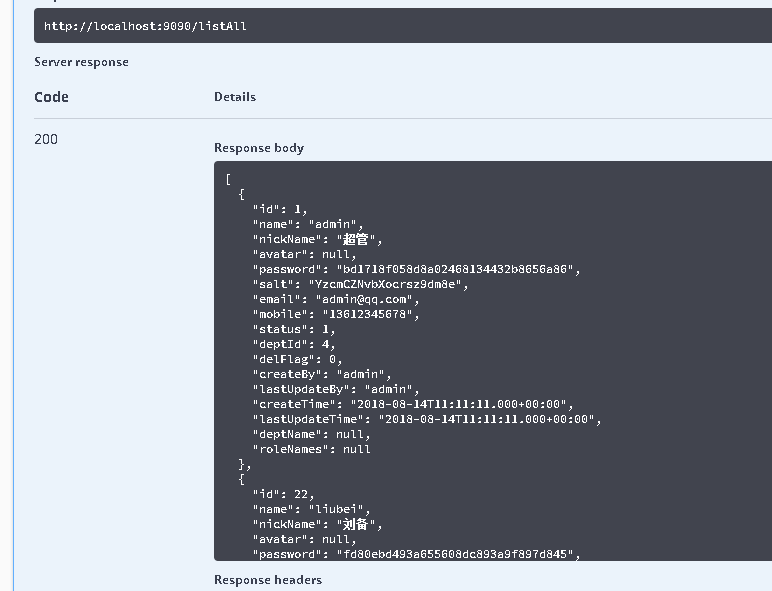 http://localhost:9090/listAll
Server response
Code Details
200
Response body
[
{
"id": 1,
"name": "admin",
"nickName": "超管",
"avatar": null,
"password": "bd1718f058d8a02468134432b8656a86",
"salt": "YzcmCZNvbXocrsz9dm8e",
"email": "admin@qq.com",
"mobile": "13612345678",
"status": 1,
"deptId": 4,
"delFlag": 0,
"createBy": "admin",
"lastUpdateBy": "admin",
"createTime": "2018-08-14T11:11:11.000+00:00",
"lastUpdateTime": "2018-08-14T11:11:11.000+00:00",
"deptName": null,
"roleNames": null
},
{
"id": 22,
"name": "liubei",
"nickName": "刘备",
"avatar": null,
"password": "fd80ebd493a655608dc893a9f897d845",
Response headers